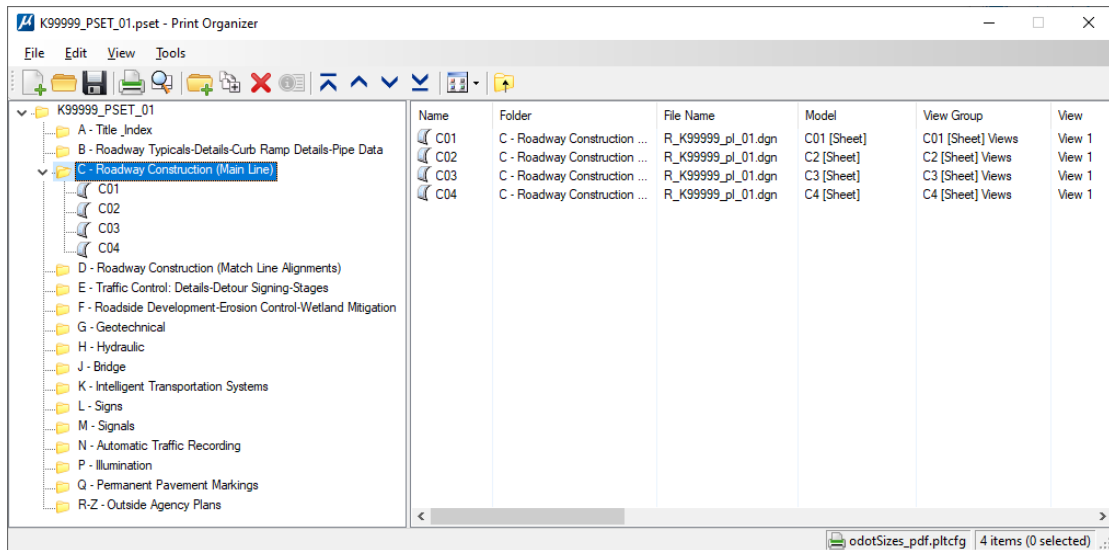 K99999_PSET_01.pset - Print Organizer
File Edit View Tools
K99999_PSET_01
A - Title _Index
B - Roadway Typicals-Details-Curb Ramp Details-Pipe Data
C - Roadway Construction (Main Line)
C01
C02
C03
C04
D - Roadway Construction (Match Line Alignments)
E - Traffic Control: Details-Detour Signing-Stages
F - Roadside Development-Erosion Control-Wetland Mitigation
G - Geotechnical
H - Hydraulic
J - Bridge
K - Intelligent Transportation Systems
L - Signs
M - Signals
N - Automatic Traffic Recording
P - Illumination
Q - Permanent Pavement Markings
R-Z - Outside Agency Plans
Name Folder File Name Model View Group View
C01 C - Roadway Construction ... R_K99999_pl_01.dgn C01 [Sheet] C01 [Sheet] Views View 1
C02 C - Roadway Construction ... R_K99999_pl_01.dgn C2 [Sheet] C2 [Sheet] Views View 1
C03 C - Roadway Construction ... R_K99999_pl_01.dgn C3 [Sheet] C3 [Sheet] Views View 1
C04 C - Roadway Construction ... R_K99999_pl_01.dgn C4 [Sheet] C4 [Sheet] Views View 1
odotSizes_pdf.pltcfg 4 items (0 selected)